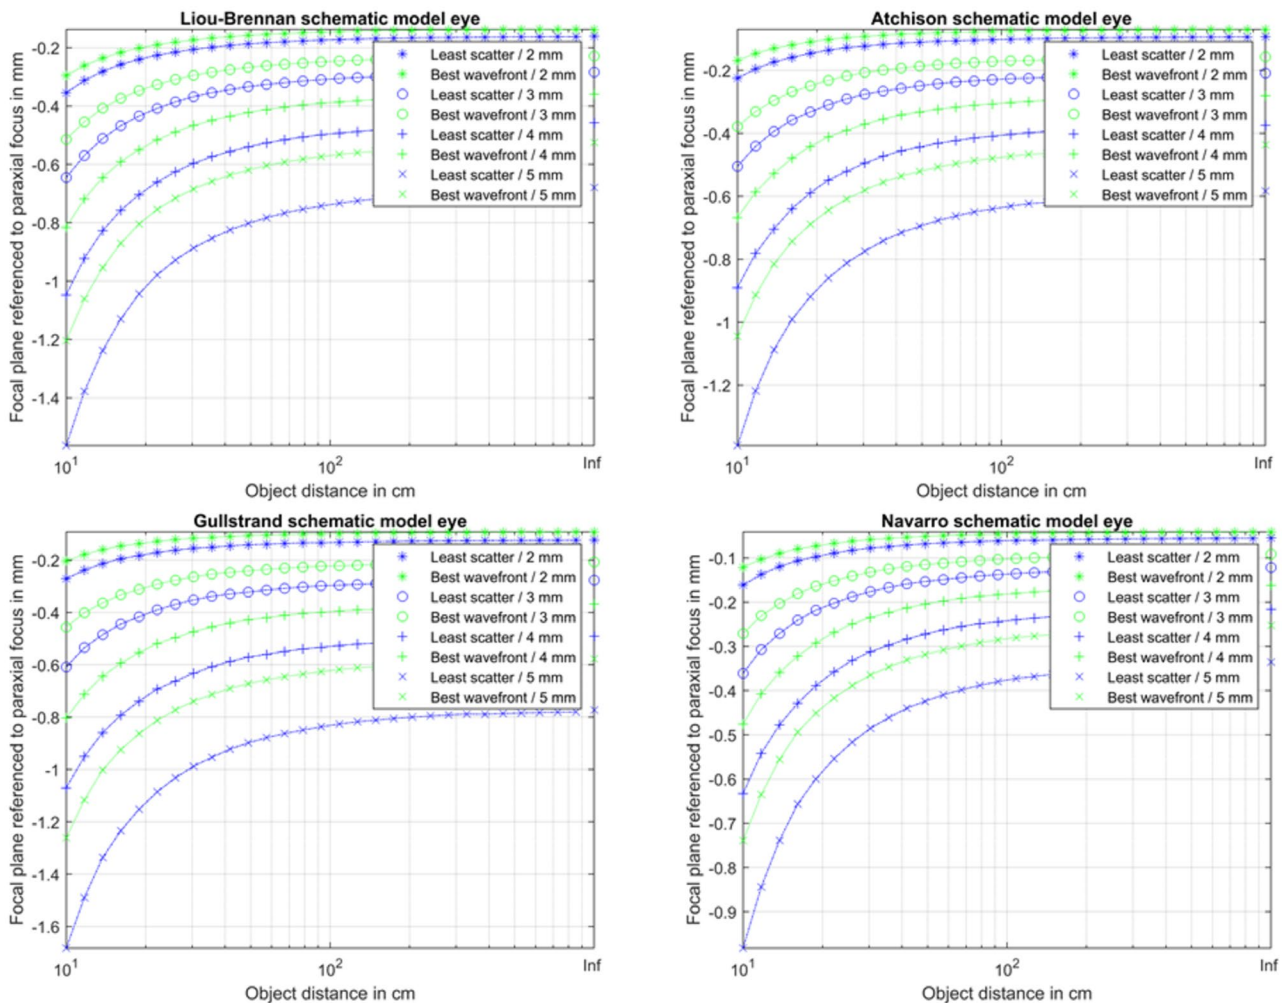 Liou-Brennan schematic model eye
Focal plane referenced to paraxial focus in mm
-0.2
-0.4
-0.6
-0.8
-1
-1.2
-1.4
Least scatter / 2 mm
Best wavefront / 2 mm
Least scatter / 3 mm
Best wavefront / 3 mm
Least scatter / 4 mm
Best wavefront / 4 mm
Least scatter / 5 mm
Best wavefront / 5 mm
10^1
10^2
Inf
Object distance in cm
Atchison schematic model eye
Focal plane referenced to paraxial focus in mm
-0.2
-0.4
-0.6
-0.8
-1
-1.2
Least scatter / 2 mm
Best wavefront / 2 mm
Least scatter / 3 mm
Best wavefront / 3 mm
Least scatter / 4 mm
Best wavefront / 4 mm
Least scatter / 5 mm
Best wavefront / 5 mm
10^1
10^2
Inf
Object distance in cm
Gullstrand schematic model eye
Focal plane referenced to paraxial focus in mm
-0.2
-0.4
-0.6
-0.8
-1
-1.2
-1.4
-1.6
Least scatter / 2 mm
Best wavefront / 2 mm
Least scatter / 3 mm
Best wavefront / 3 mm
Least scatter / 4 mm
Best wavefront / 4 mm
Least scatter / 5 mm
Best wavefront / 5 mm
10^1
10^2
Inf
Object distance in cm
Navarro schematic model eye
Focal plane referenced to paraxial focus in mm
-0.1
-0.2
-0.3
-0.4
-0.5
-0.6
-0.7
-0.8
-0.9
Least scatter / 2 mm
Best wavefront / 2 mm
Least scatter / 3 mm
Best wavefront / 3 mm
Least scatter / 4 mm
Best wavefront / 4 mm
Least scatter / 5 mm
Best wavefront / 5 mm
10^1
10^2
Inf
Object distance in cm